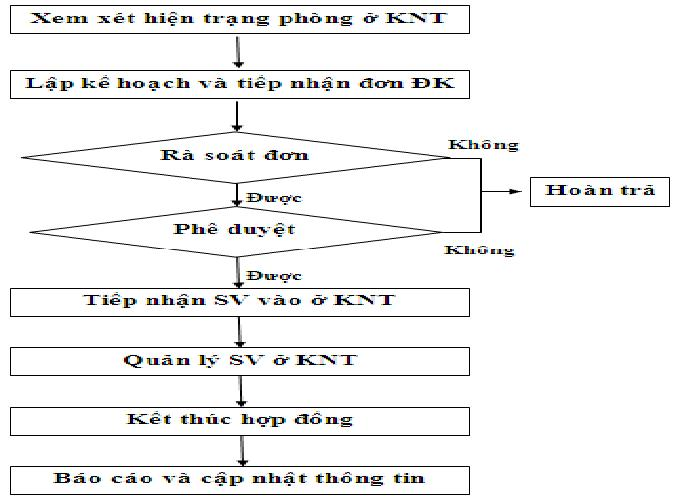 Xem xét hiện trạng phòng ở KNT
Lập kế hoạch và tiếp nhận đơn ĐK
Rà soát đơn
Không
Hoàn trả
Được
Phê duyệt
Không
Được
Tiếp nhận SV vào ở KNT
Quản lý SV ở KNT
Kết thúc hợp đồng
Báo cáo và cập nhật thông tin